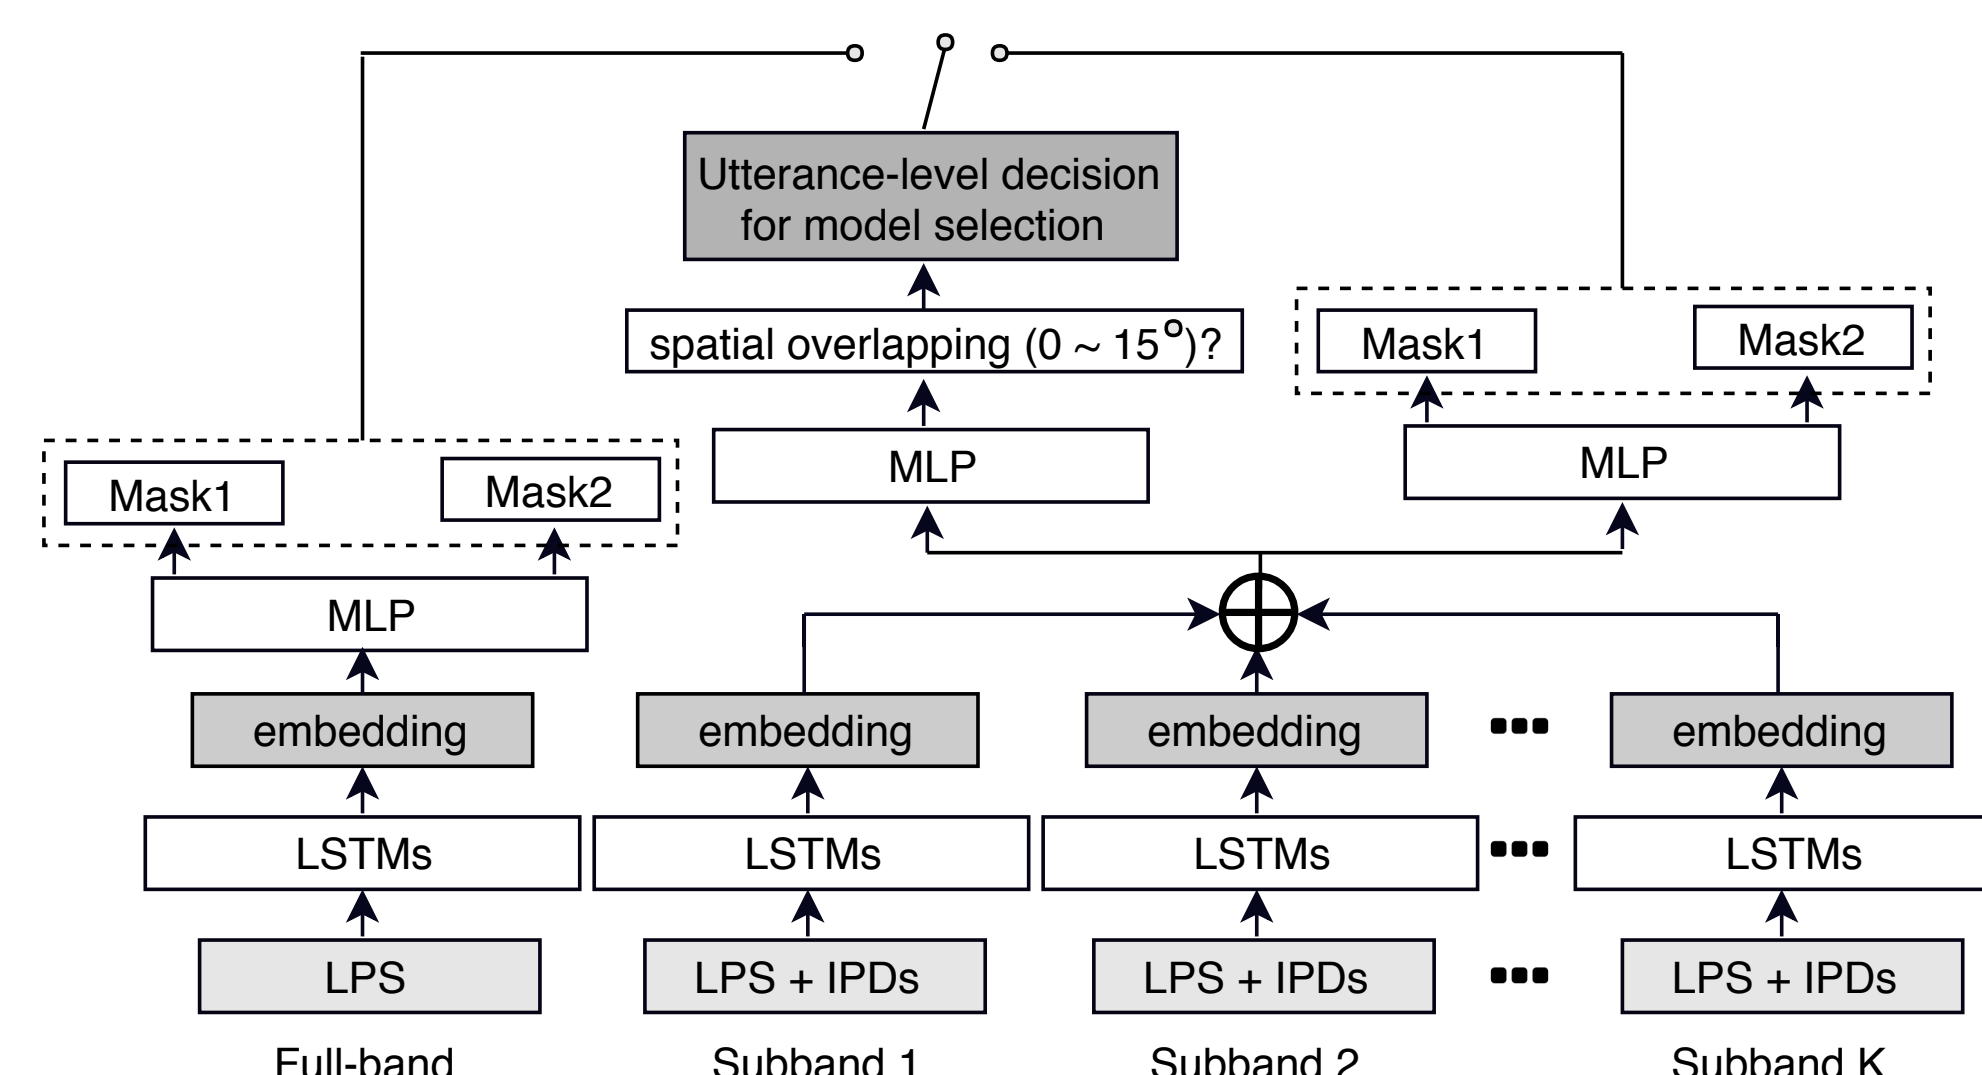 Utterance-level decision
for model selection
spatial overlapping (0 ~ 15°)?
Mask1
Mask2
MLP
MLP
Mask1
Mask2
MLP
embedding
embedding
embedding
embedding
LSTMs
LSTMs
LSTMs
LSTMs
LPS
LPS + IPDs
LPS + IPDs
LPS + IPDs
Full-band
Subband 1
Subband 2
Subband K